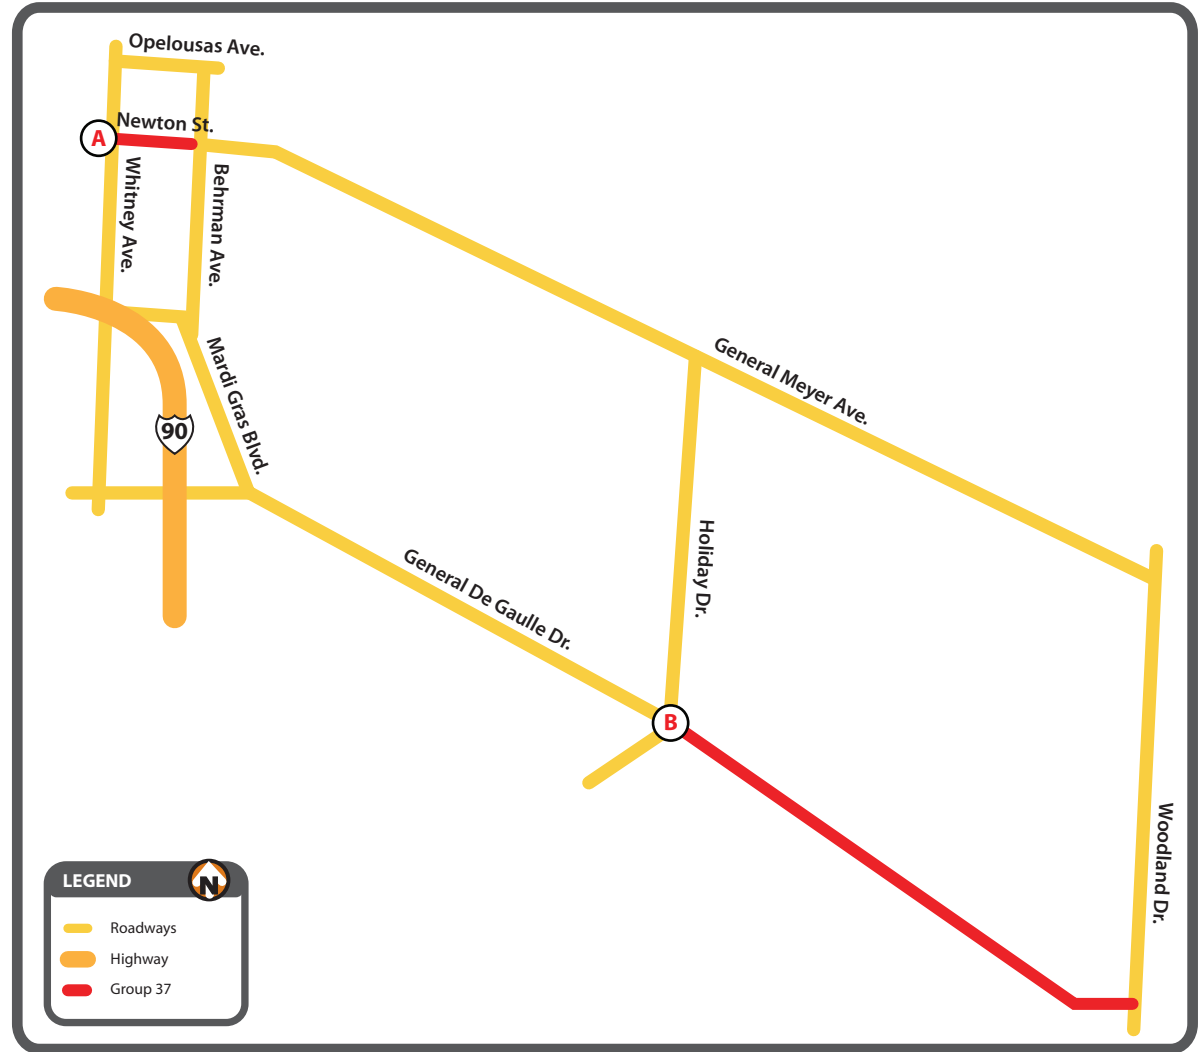 Opelousas Ave.
Newton St.
A
Whitney Ave.
Behrman Ave.
Mardi Gras Blvd.
90
General Meyer Ave.
General De Gaulle Dr.
Holiday Dr.
B
Woodland Dr.
LEGEND
N
Roadways
Highway
Group 37